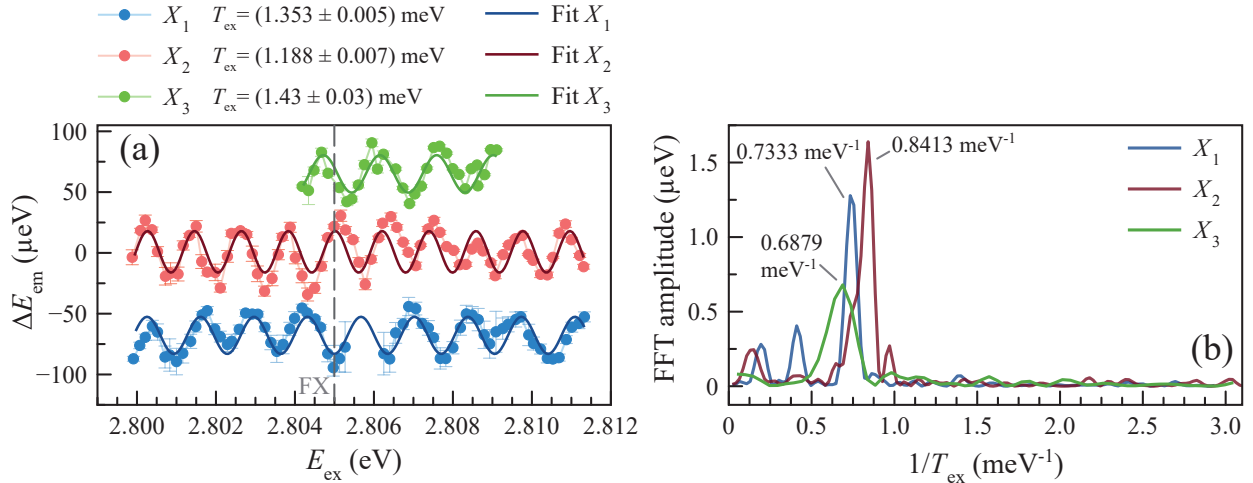 X₁ Tₑₓ= (1.353 ± 0.005) meV Fit X₁
X₂ Tₑₓ= (1.188 ± 0.007) meV Fit X₂
X₃ Tₑₓ= (1.43 ± 0.03) meV Fit X₃
(a)
ΔEₑₘ (μeV)
100
50
0
−50
−100
FX
2.800 2.802 2.804 2.806 2.808 2.810 2.812
Eₑₓ (eV)
FFT amplitude (μeV)
1.5
1.0
0.5
0
0.7333 meV⁻¹
0.8413 meV⁻¹
0.6879
meV⁻¹
X₁
X₂
X₃
(b)
0 0.5 1.0 1.5 2.0 2.5 3.0
1/Tₑₓ (meV⁻¹)